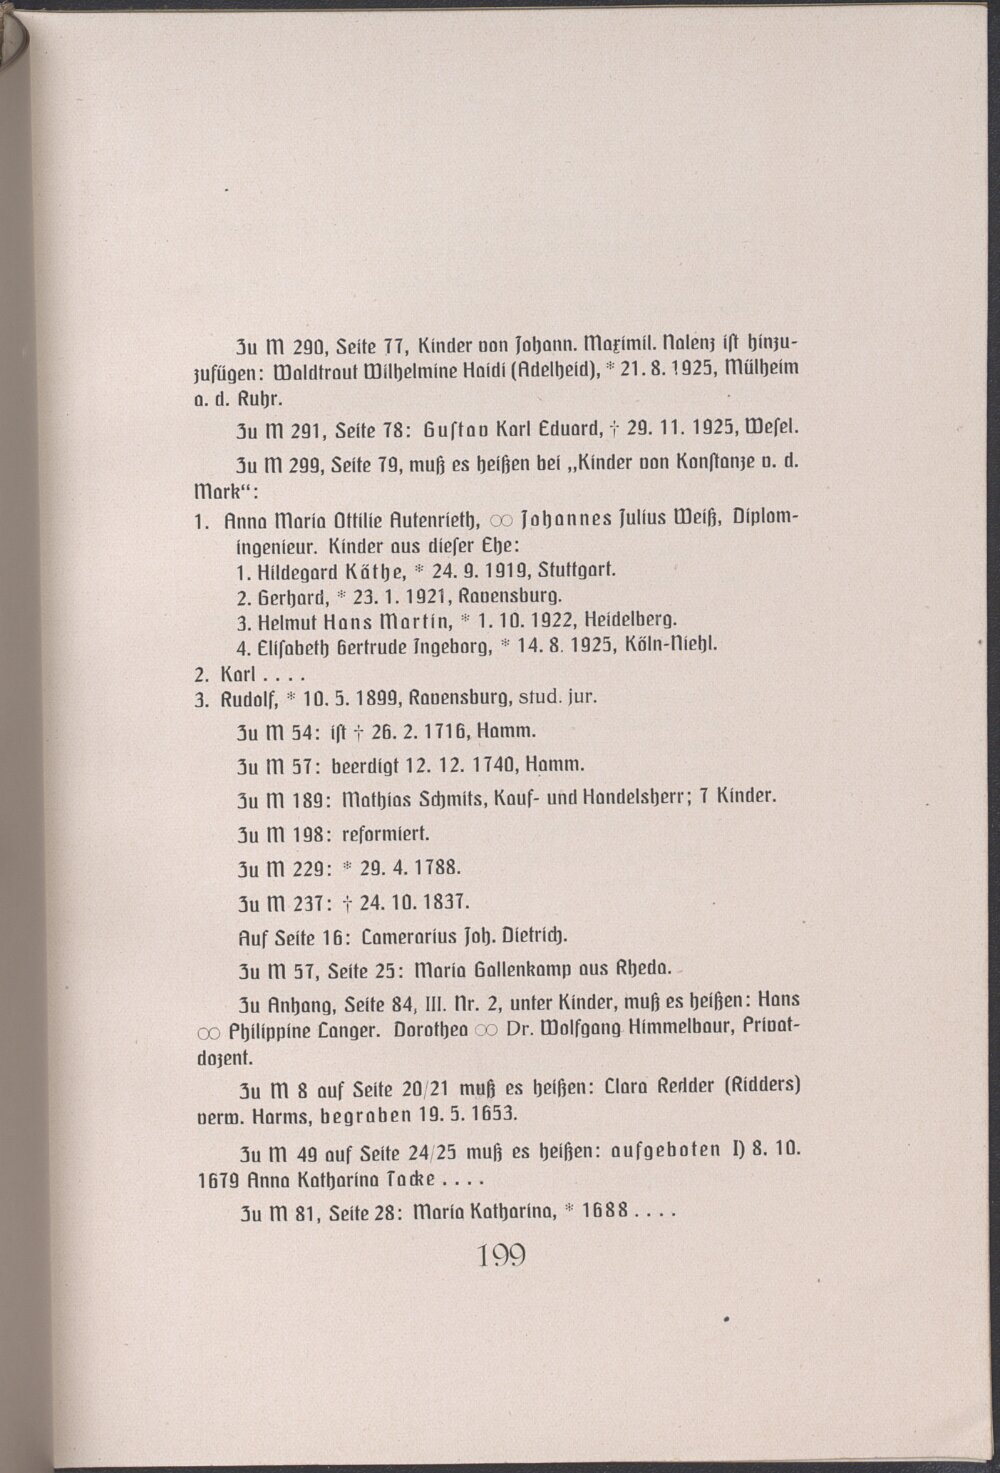 Zu M 290, Seite 77, Kinder von Johann. Maximil. Nalenz ist hinzu-
zufügen: Waldtraut Wilhelmine Haidi (Adelheid), * 21. 8. 1925, Mülheim
a. d. Ruhr.
Zu M 291, Seite 78: Gustav Karl Eduard, † 29. 11. 1925, Wesel.
Zu M 299, Seite 79, muß es heißen bei „Kinder von Konstanze v. d.
Mark“:
1. Anna Maria Ottilie Autenrieth, ∞ Johannes Julius Weiß, Diplom-
ingenieur. Kinder aus dieser Ehe:
1. Hildegard Käthe, * 24. 9. 1919, Stuttgart.
2. Gerhard, * 23. 1. 1921, Ravensburg.
3. Helmut Hans Martin, * 1. 10. 1922, Heidelberg.
4. Elisabeth Gertrude Ingeborg, * 14. 8. 1925, Köln-Niehl.
2. Karl . . . .
3. Rudolf, * 10. 5. 1899, Ravensburg, stud. jur.
Zu M 54: ist † 26. 2. 1716, Hamm.
Zu M 57: beerdigt 12. 12. 1740, Hamm.
Zu M 189: Mathias Schmits, Kauf- und Handelsherr; 7 Kinder.
Zu M 198: reformiert.
Zu M 229: * 29. 4. 1788.
Zu M 237: † 24. 10. 1837.
Auf Seite 16: Camerarius Joh. Dietrich.
Zu M 57, Seite 25: Maria Gallenkamp aus Rheda.
Zu Anhang, Seite 84, III. Nr. 2, unter Kinder, muß es heißen: Hans
∞ Philippine Langer. Dorothea ∞ Dr. Wolfgang Himmelbaur, Privat-
dozent.
Zu M 8 auf Seite 20/21 muß es heißen: Clara Redder (Ridders)
verw. Harms, begraben 19. 5. 1653.
Zu M 49 auf Seite 24/25 muß es heißen: aufgeboten I) 8. 10.
1679 Anna Katharina Tacke . . . .
Zu M 81, Seite 28: Maria Katharina, * 1688 . . . .
199